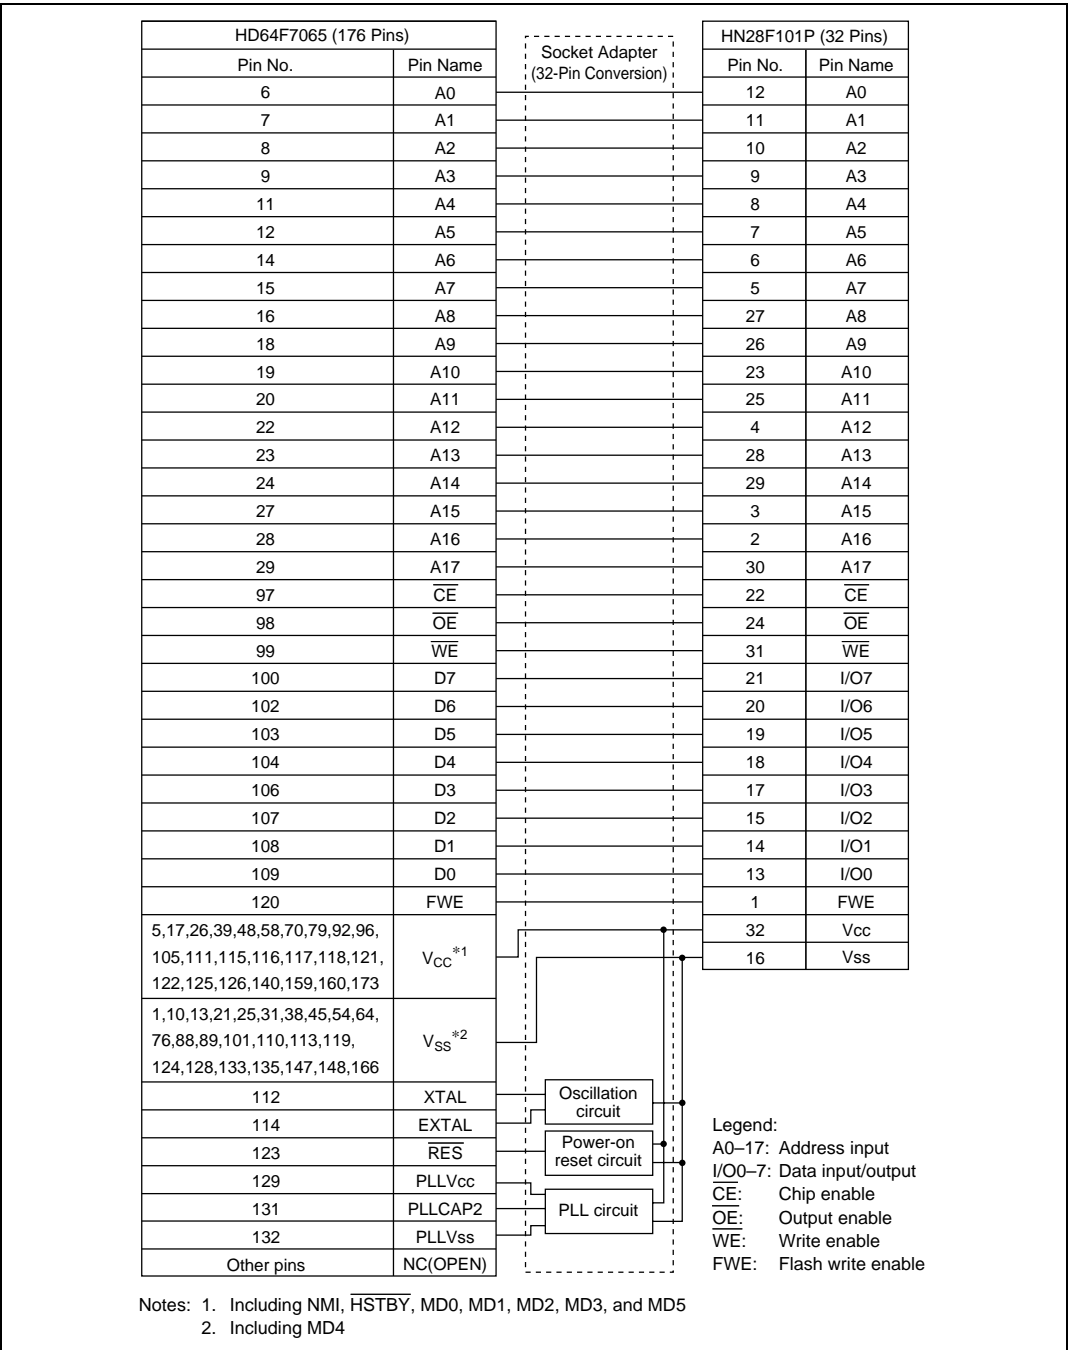 HD64F7065 (176 Pins)
Socket Adapter
(32-Pin Conversion)
HN28F101P (32 Pins)
Pin No. Pin Name Pin No. Pin Name
6 A0 12 A0
7 A1 11 A1
8 A2 10 A2
9 A3 9 A3
11 A4 8 A4
12 A5 7 A5
14 A6 6 A6
15 A7 5 A7
16 A8 27 A8
18 A9 26 A9
19 A10 23 A10
20 A11 25 A11
22 A12 4 A12
23 A13 28 A13
24 A14 29 A14
27 A15 3 A15
28 A16 2 A16
29 A17 30 A17
97 C̅E̅ 22 C̅E̅
98 O̅E̅ 24 O̅E̅
99 W̅E̅ 31 W̅E̅
100 D7 21 I/O7
102 D6 20 I/O6
103 D5 19 I/O5
104 D4 18 I/O4
106 D3 17 I/O3
107 D2 15 I/O2
108 D1 14 I/O1
109 D0 13 I/O0
120 FWE 1 FWE
5,17,26,39,48,58,70,79,92,96,
105,111,115,116,117,118,121,
122,125,126,140,159,160,173
VCC*1
32 Vcc
16 Vss
1,10,13,21,25,31,38,45,54,64,
76,88,89,101,110,113,119,
124,128,133,135,147,148,166
VSS*2
112 XTAL
114 EXTAL
123 R̅E̅S̅
129 PLLVcc
131 PLLCAP2
132 PLLVss
Other pins NC(OPEN)
Oscillation
circuit
Power-on
reset circuit
PLL circuit
Legend:
A0–17: Address input
I/O0–7: Data input/output
C̅E̅: Chip enable
O̅E̅: Output enable
W̅E̅: Write enable
FWE: Flash write enable
Notes: 1. Including NMI, H̅S̅T̅B̅Y̅, MD0, MD1, MD2, MD3, and MD5
2. Including MD4